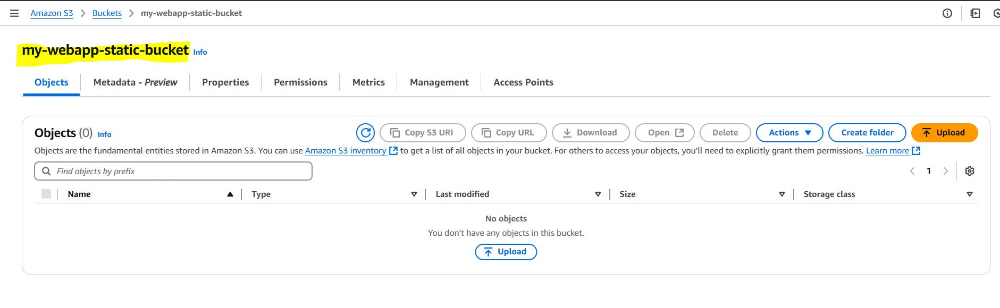 Amazon S3 > Buckets > my-webapp-static-bucket
my-webapp-static-bucket Info
Objects Metadata - Preview Properties Permissions Metrics Management Access Points
Objects (0) Info Copy S3 URI Copy URL Download Open Delete Actions Create folder Upload
Objects are the fundamental entities stored in Amazon S3. You can use Amazon S3 inventory to get a list of all objects in your bucket. For others to access your objects, you’ll need to explicitly grant them permissions. Learn more
Find objects by prefix < 1 >
Name Type Last modified Size Storage class
No objects
You don't have any objects in this bucket.
Upload